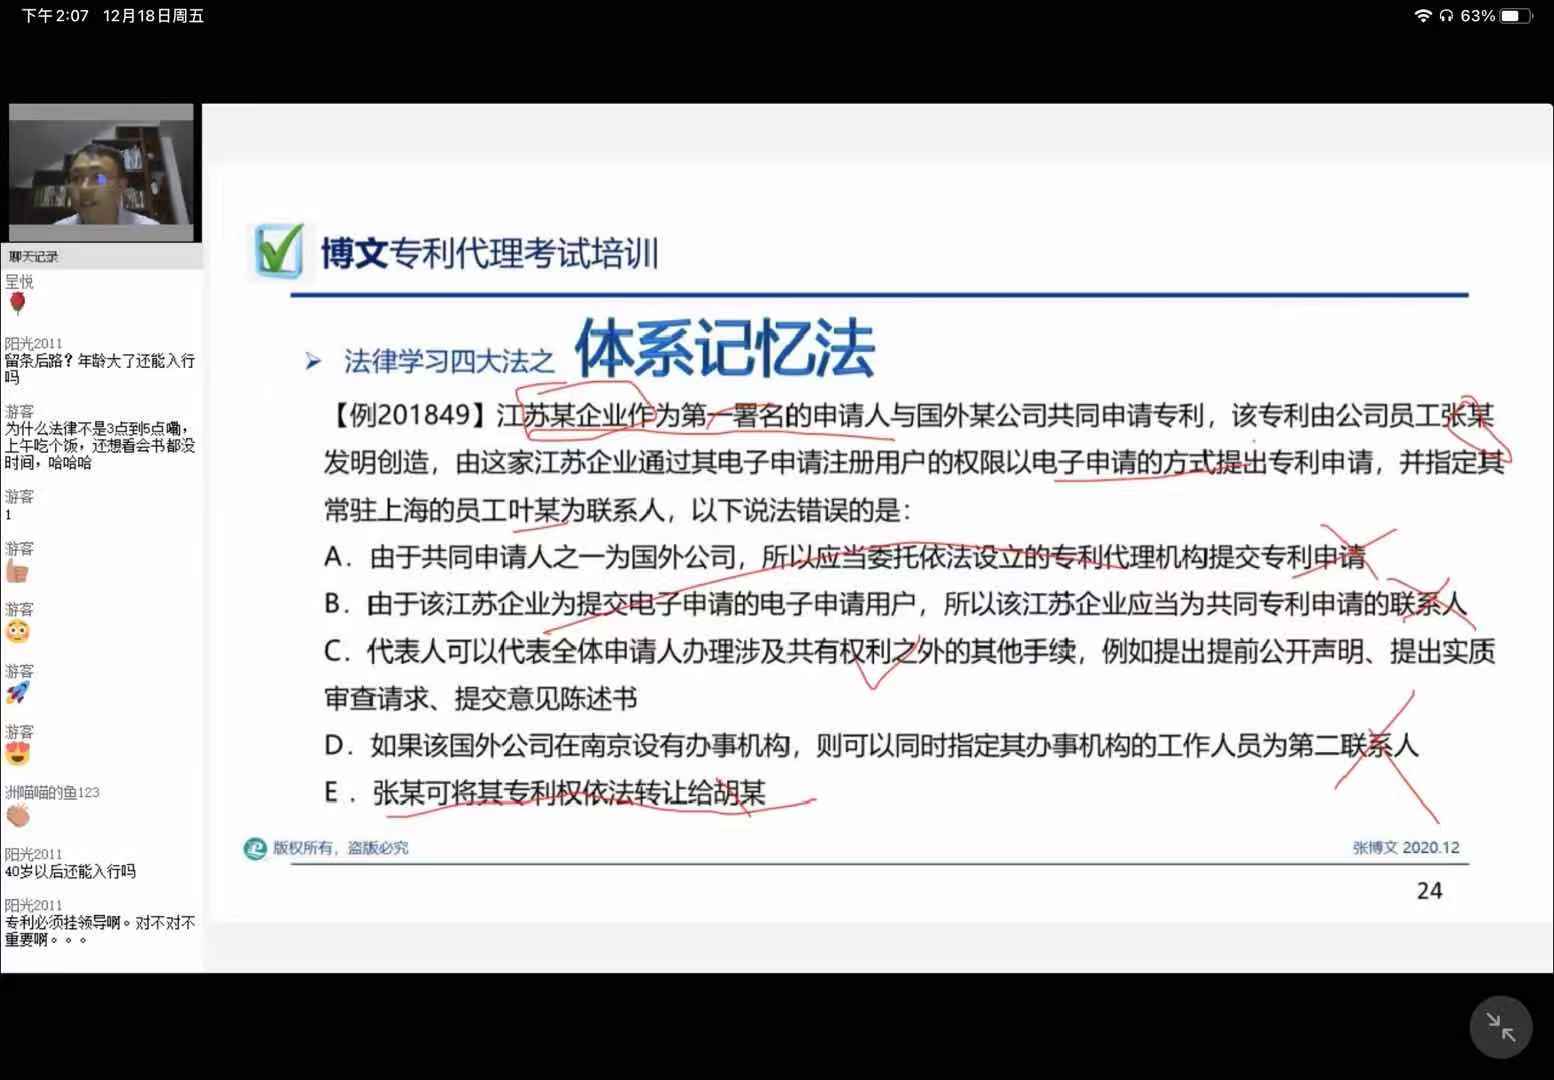 下午2:07 12月18日周五
63%
聊天记录
呈悦
阳光2011
留条后路？年龄大了还能入行
吗
游客
为什么法律不是3点到5点嘞，
上午吃个饭，还想看会书都没
时间，哈哈哈
游客
1
游客
游客
游客
游客
洲喵喵的鱼123
阳光2011
40岁以后还能入行吗
阳光2011
专利必须挂领导啊。对不对不
重要啊。。。
博文专利代理考试培训
法律学习四大法之 体系记忆法
【例201849】江苏某企业作为第一署名的申请人与国外某公司共同申请专利，该专利由公司员工张某
发明创造，由这家江苏企业通过其电子申请注册用户的权限以电子申请的方式提出专利申请，并指定其
常驻上海的员工叶某为联系人，以下说法错误的是：
A．由于共同申请人之一为国外公司，所以应当委托依法设立的专利代理机构提交专利申请
B．由于该江苏企业为提交电子申请的电子申请用户，所以该江苏企业应当为共同专利申请的联系人
C．代表人可以代表全体申请人办理涉及共有权利之外的其他手续，例如提出提前公开声明、提出实质
审查请求、提交意见陈述书
D．如果该国外公司在南京设有办事机构，则可以同时指定其办事机构的工作人员为第二联系人
E．张某可将其专利权依法转让给胡某
版权所有，盗版必究
张博文 2020.12
24